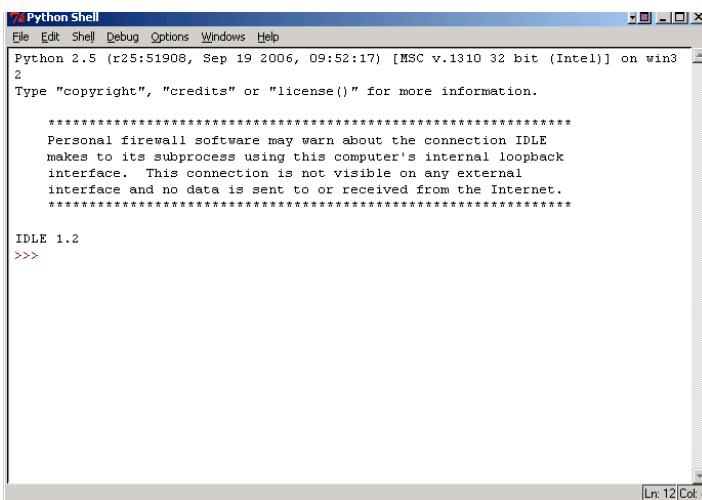 Python Shell
File Edit Shell Debug Options Windows Help
Python 2.5 (r25:51908, Sep 19 2006, 09:52:17) [MSC v.1310 32 bit (Intel)] on win3
2
Type "copyright", "credits" or "license()" for more information.
****************************************************************
Personal firewall software may warn about the connection IDLE
makes to its subprocess using this computer's internal loopback
interface.  This connection is not visible on any external
interface and no data is sent to or received from the Internet.
****************************************************************
IDLE 1.2
>>>
Ln: 12 Col: